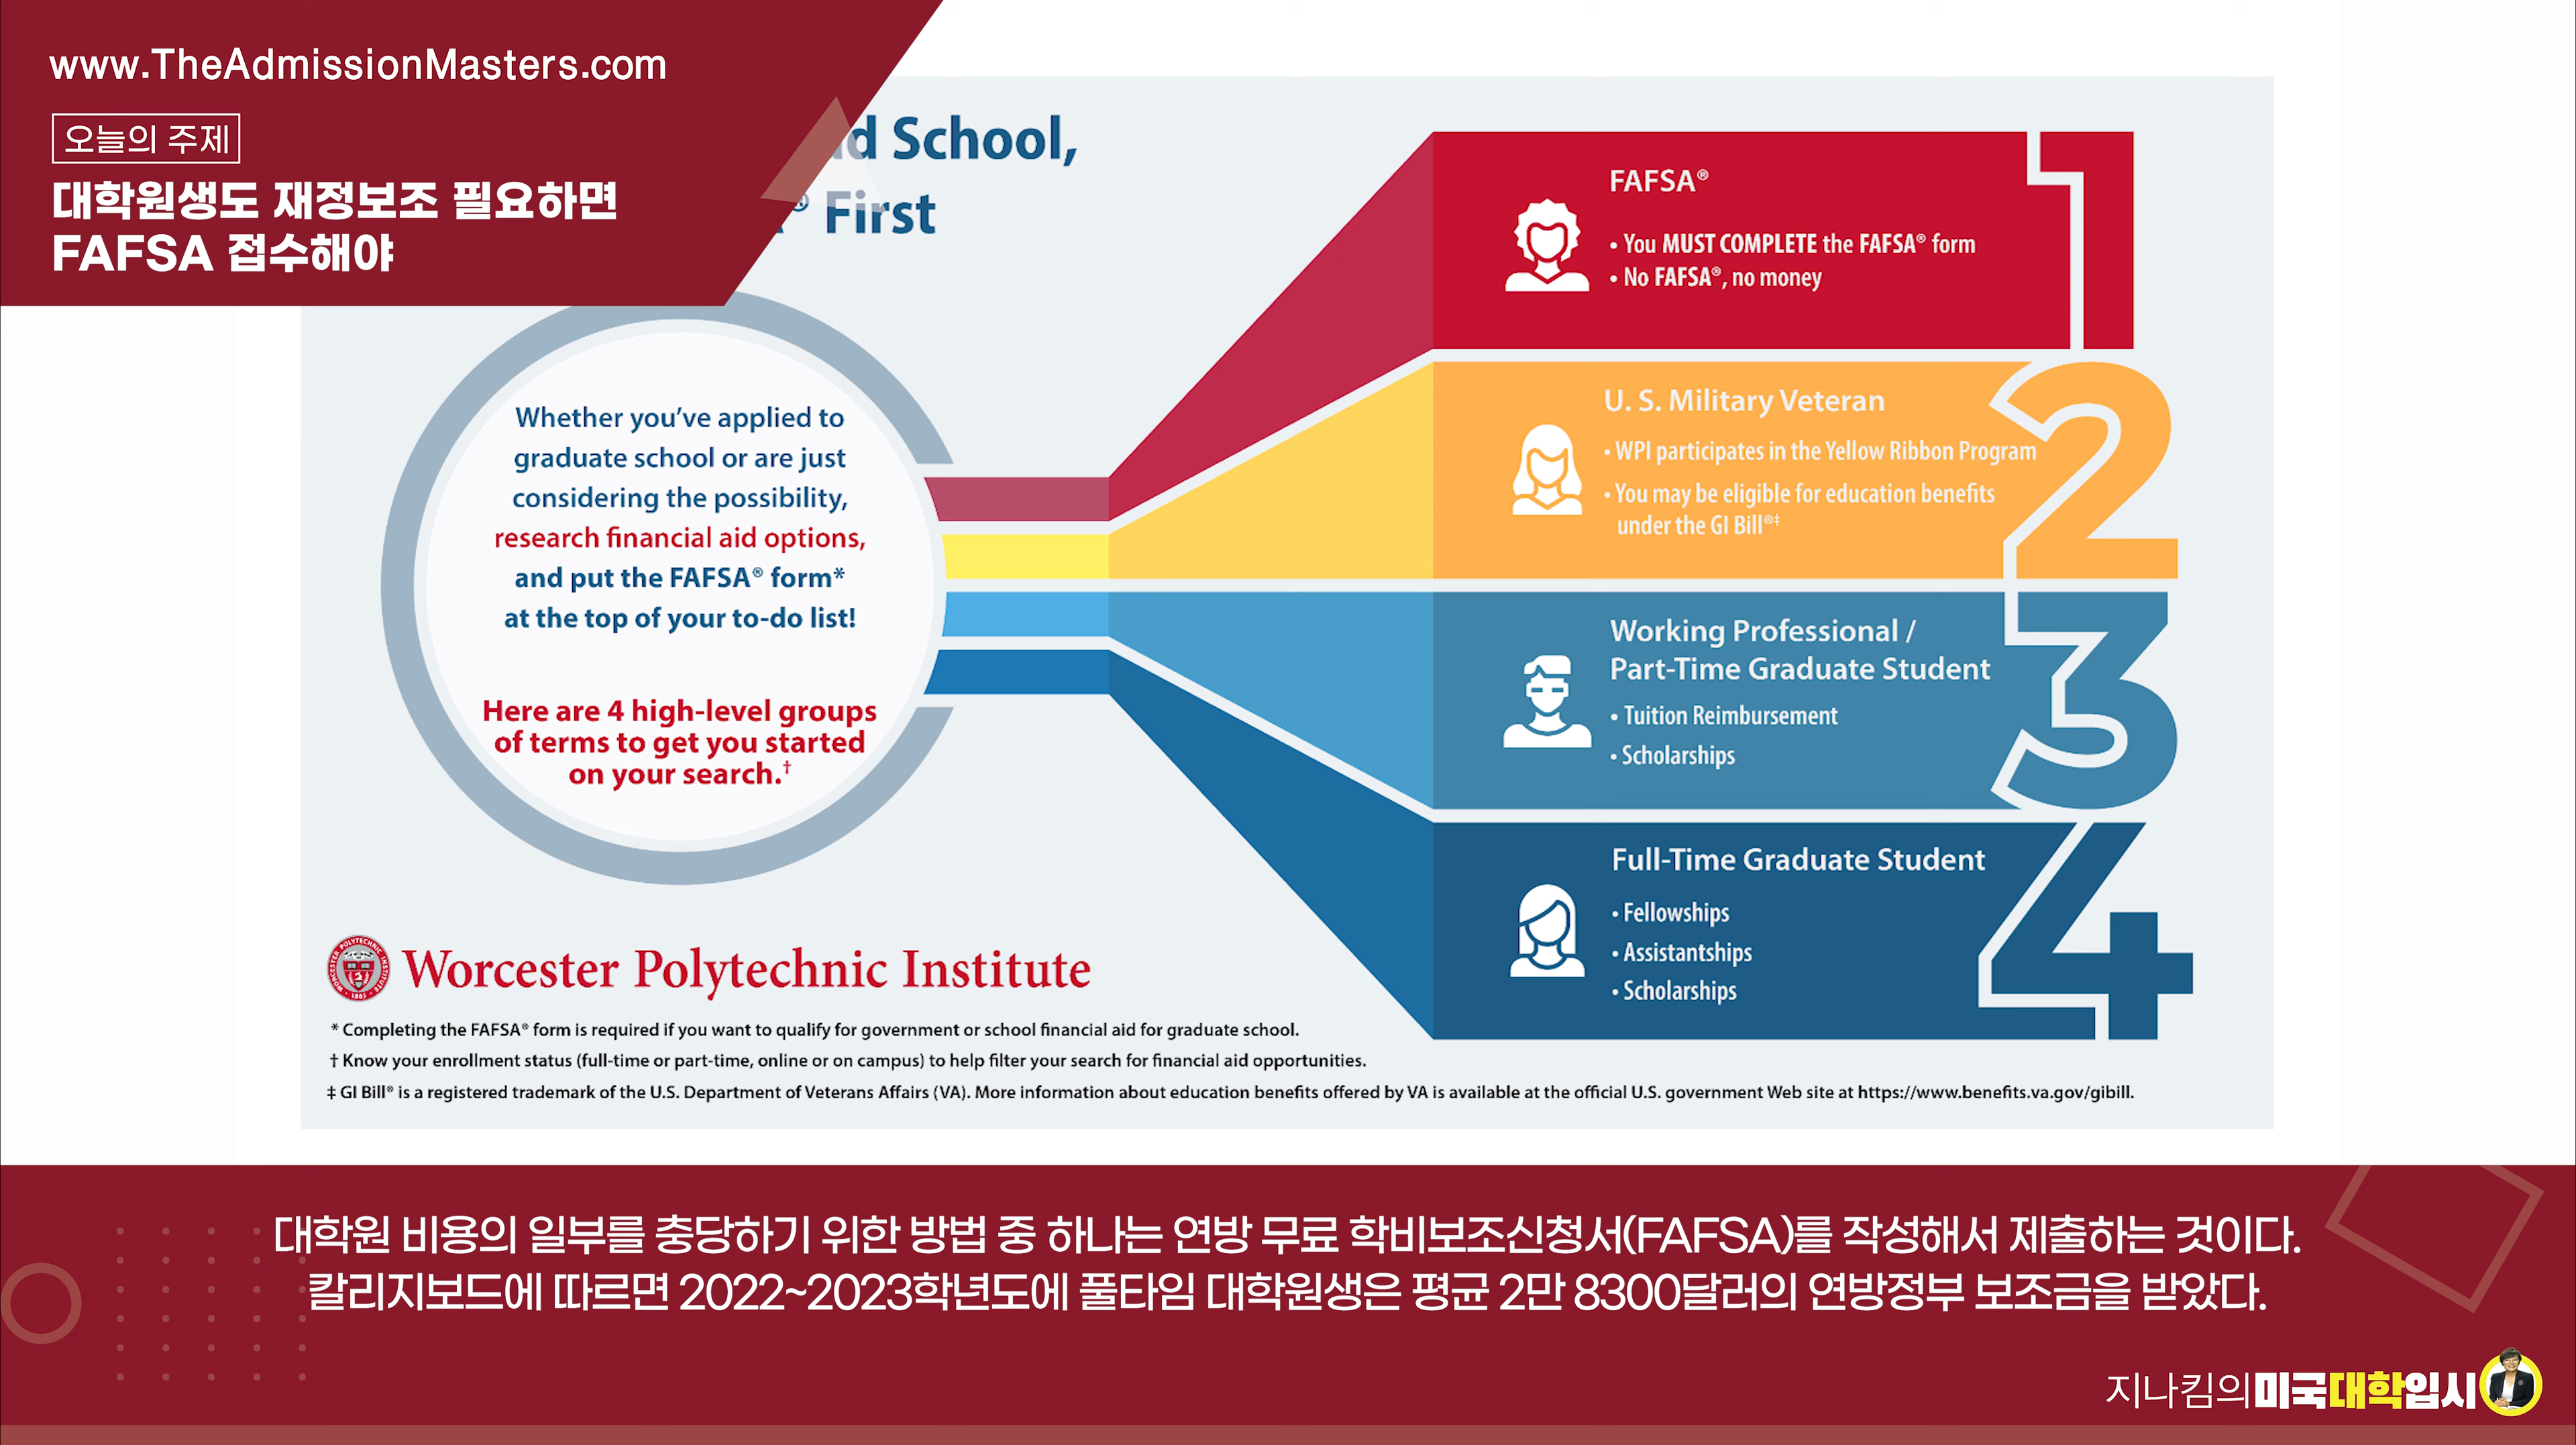 www.TheAdmissionMasters.com
오늘의 주제
대학원생도 재정보조 필요하면
FAFSA 접수해야
School,
First
Whether you've applied to
graduate school or are just
considering the possibility,
research financial aid options,
and put the FAFSA® form*
at the top of your to-do list!
Here are 4 high-level groups
of terms to get you started
on your search.†
FAFSA®
• You MUST COMPLETE the FAFSA® form
• No FAFSA®, no money
1
U. S. Military Veteran
• WPI participates in the Yellow Ribbon Program
• You may be eligible for education benefits
under the GI Bill®‡
2
Working Professional /
Part-Time Graduate Student
• Tuition Reimbursement
• Scholarships
3
Full-Time Graduate Student
• Fellowships
• Assistantships
• Scholarships
4
Worcester Polytechnic Institute
* Completing the FAFSA® form is required if you want to qualify for government or school financial aid for graduate school.
† Know your enrollment status (full-time or part-time, online or on campus) to help filter your search for financial aid opportunities.
‡ GI Bill® is a registered trademark of the U.S. Department of Veterans Affairs (VA). More information about education benefits offered by VA is available at the official U.S. government Web site at https://www.benefits.va.gov/gibill.
대학원 비용의 일부를 충당하기 위한 방법 중 하나는 연방 무료 학비보조신청서(FAFSA)를 작성해서 제출하는 것이다.
칼리지보드에 따르면 2022~2023학년도에 풀타임 대학원생은 평균 2만 8300달러의 연방정부 보조금을 받았다.
지나킴의미국대학입시